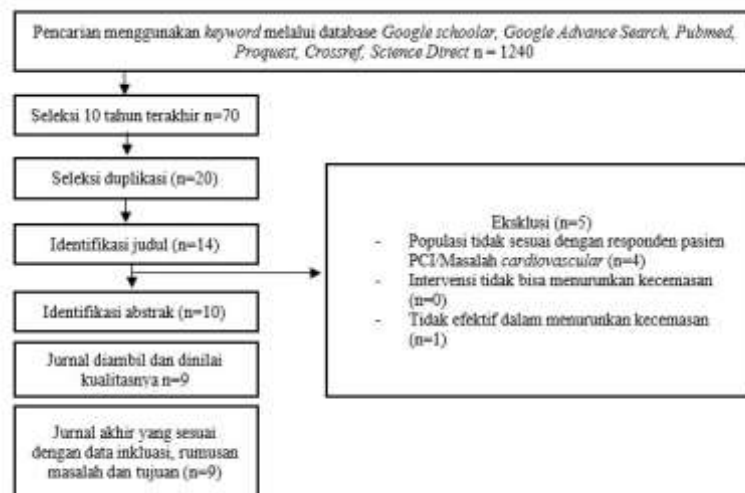 Pencarian menggunakan keyword melalui database Google schoolar, Google Advance Search, Pubmed,
Proquest, Crossref, Science Direct n = 1240
Seleksi 10 tahun terakhir n=70
Seleksi duplikasi (n=20)
Identifikasi judul (n=14)
Identifikasi abstrak (n=10)
Jurnal diambil dan dinilai
kualitasnya n=9
Jurnal akhir yang sesuai
dengan data inkluasi, rumusan
masalah dan tujuan (n=9)
Eksklusi (n=5)
- Populasi tidak sesuai dengan responden pasien
PCI/Masalah cardiovascular (n=4)
- Intervensi tidak bisa menurunkan kecemasan
(n=0)
- Tidak efektif dalam menurunkan kecemasan
(n=1)